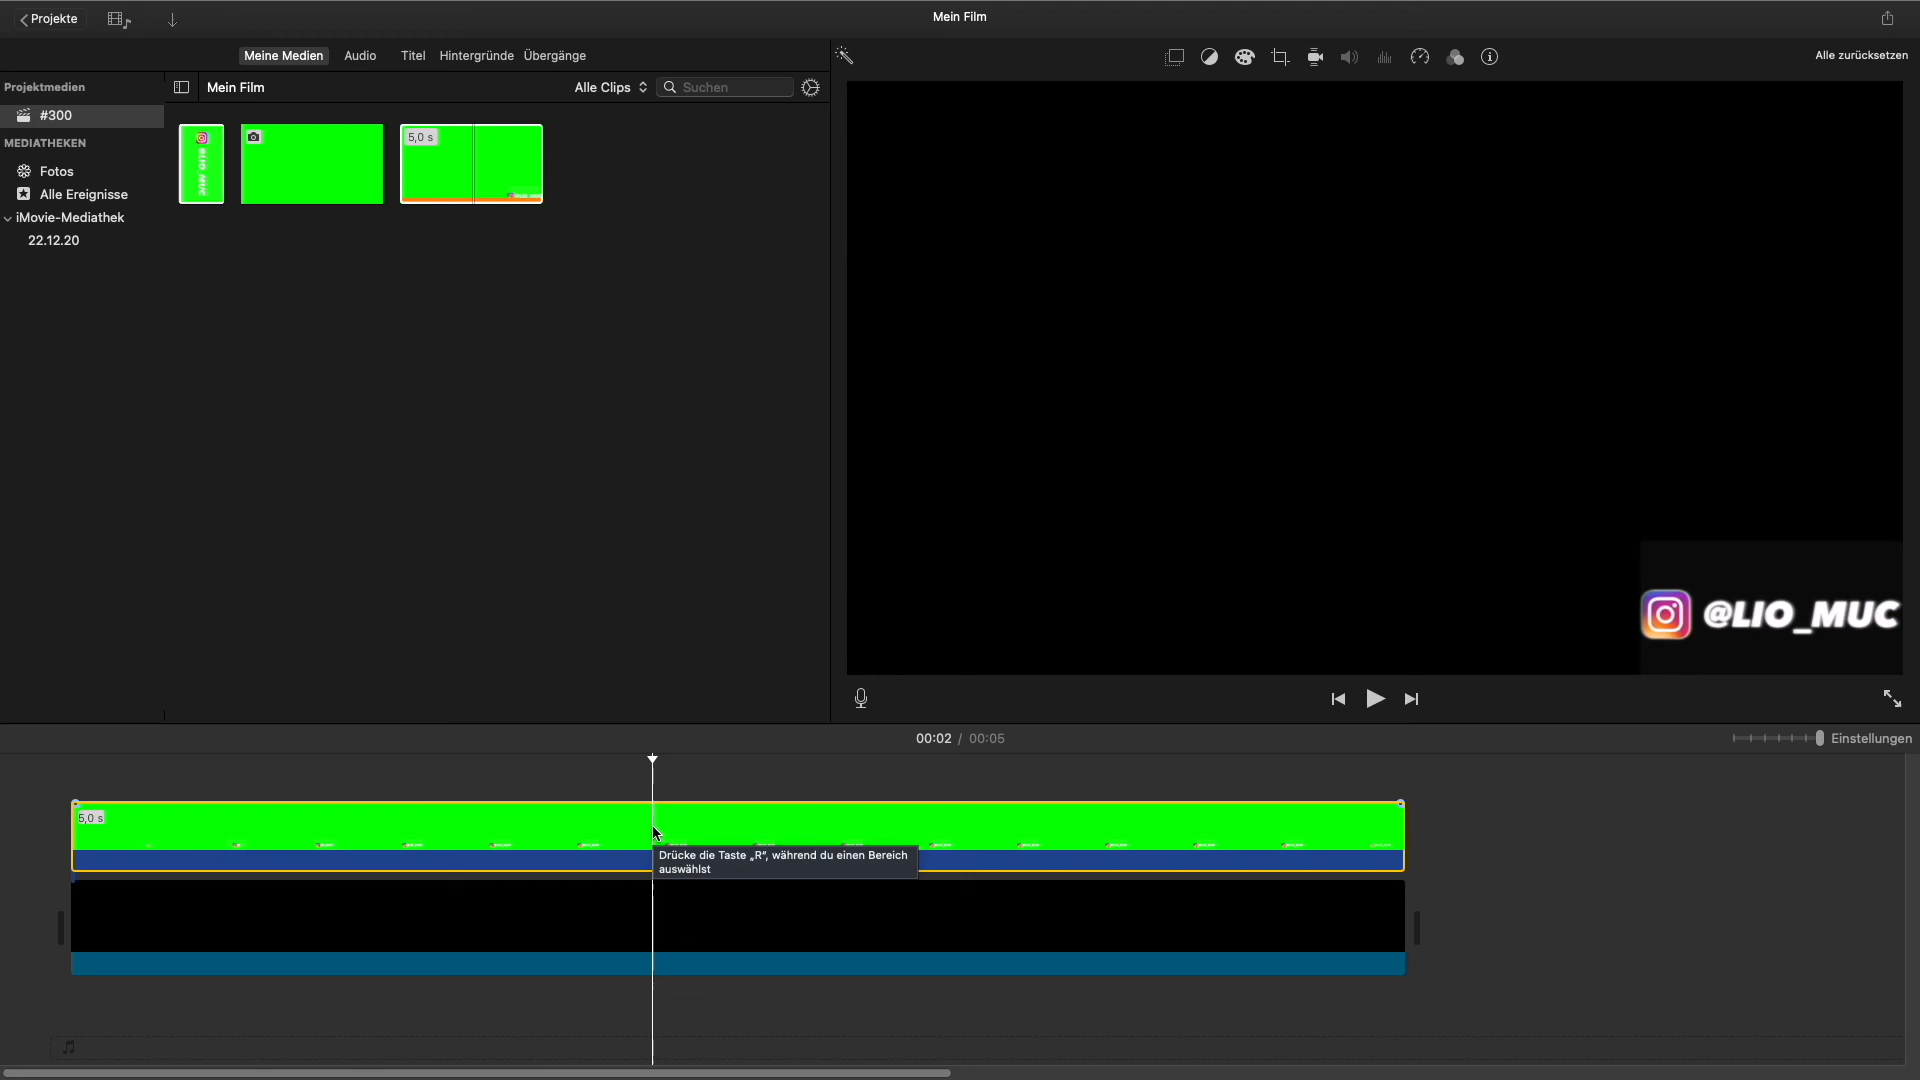 Projekte
Mein Film
Meine Medien
Audio
Titel
Hintergründe
Übergänge
Alle zurücksetzen
Projektmedien
Mein Film
Alle Clips
Suchen
#300
MEDIATHEKEN
Fotos
Alle Ereignisse
iMovie-Mediathek
22.12.20
5,0 s
@LIO_MUC
00:02 / 00:05
Einstellungen
5,0 s
Drücke die Taste „R“, während du einen Bereich
auswählst